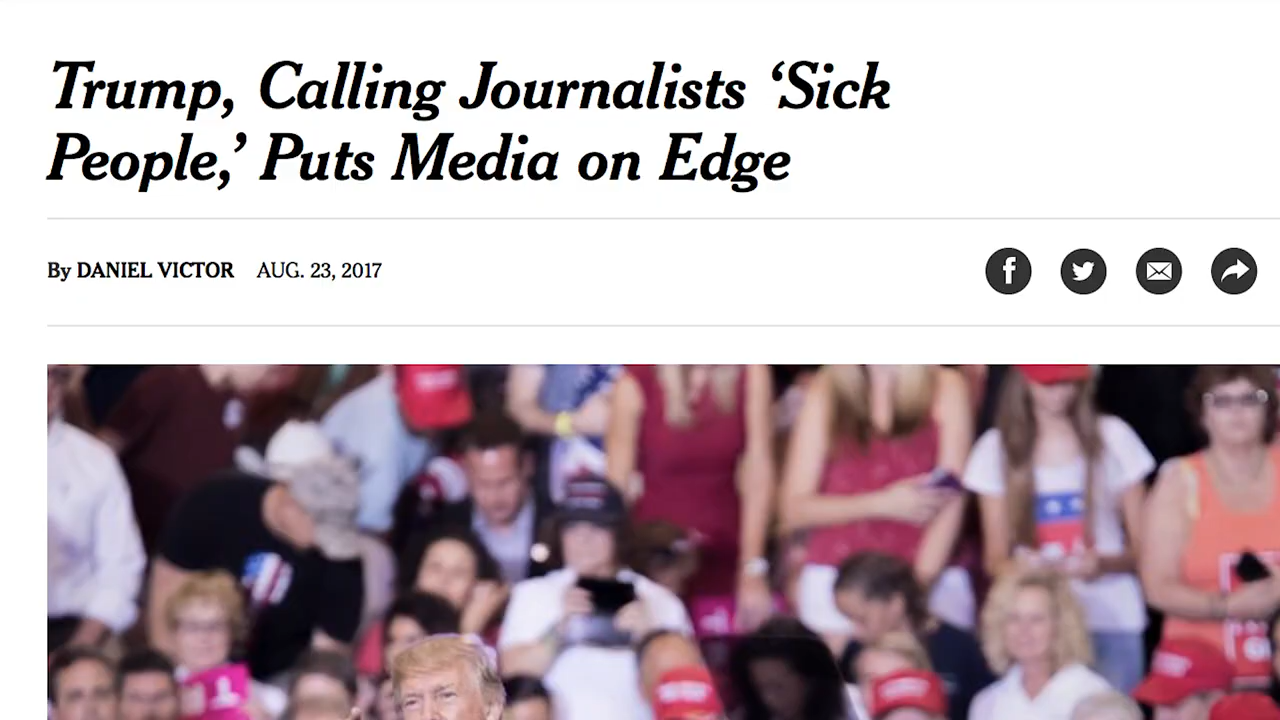 Trump, Calling Journalists ‘Sick
People,’ Puts Media on Edge
By DANIEL VICTOR AUG. 23, 2017